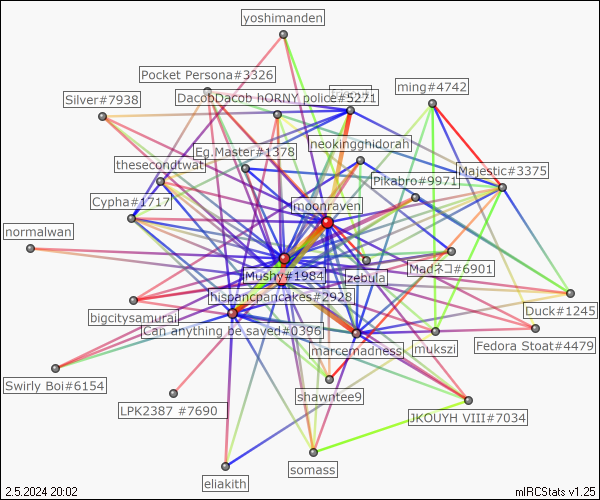 yoshimanden
Pocket Persona#3326
ming#4742
Silver#7938
DacobDacob hORNY police#5271
neokingghidorah
Eg.Master#1378
thesecondtwat
Majestic#3375
Pikabro#9971
Cypha#1717
moonraven
normalwan
Mushy#1984
zebula
Madネコ#6901
hispancpancakes#2928
bigcitysamurai
Duck#1245
Can anything be saved#0396
marcemadness
mukszi
Fedora Stoat#4479
Swirly Boi#6154
shawntee9
LPK2387 #7690
JKOUYH VIII#7034
somass
eliakith
2.5.2024 20:02
mIRCStats v1.25